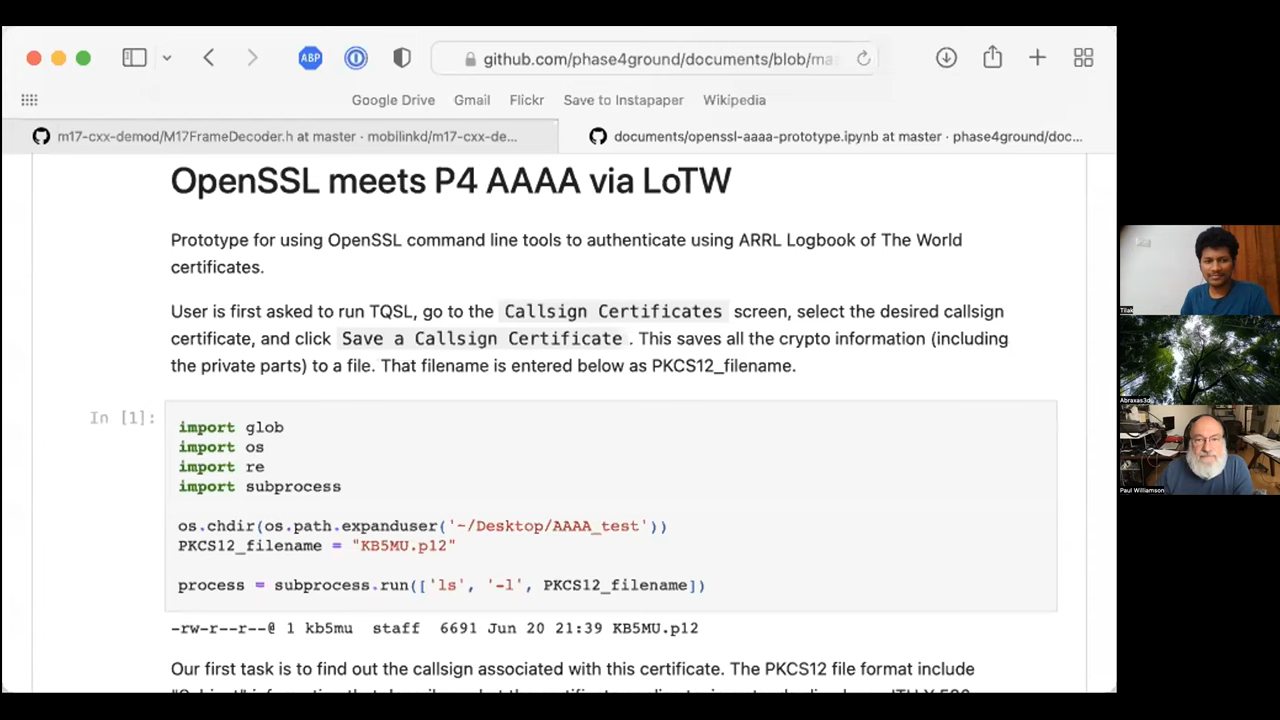 ABP
github.com/phase4ground/documents/blob/ma
Google Drive Gmail Flickr Save to Instapaper Wikipedia
m17-cxx-demod/M17FrameDecoder.h at master · mobilinkd/m17-cxx-de...
documents/openssl-aaaa-prototype.ipynb at master · phase4ground/doc...
OpenSSL meets P4 AAAA via LoTW
Prototype for using OpenSSL command line tools to authenticate using ARRL Logbook of The World
certificates.
User is first asked to run TQSL, go to the Callsign Certificates screen, select the desired callsign
certificate, and click Save a Callsign Certificate . This saves all the crypto information (including
the private parts) to a file. That filename is entered below as PKCS12_filename.
In [1]:
import glob
import os
import re
import subprocess
os.chdir(os.path.expanduser('~/Desktop/AAAA_test'))
PKCS12_filename = "KB5MU.p12"
process = subprocess.run(['ls', '-l', PKCS12_filename])
-rw-r--r--@ 1 kb5mu staff 6691 Jun 20 21:39 KB5MU.p12
Our first task is to find out the callsign associated with this certificate. The PKCS12 file format include
Tilak
Abraxas3d
Paul Williamson